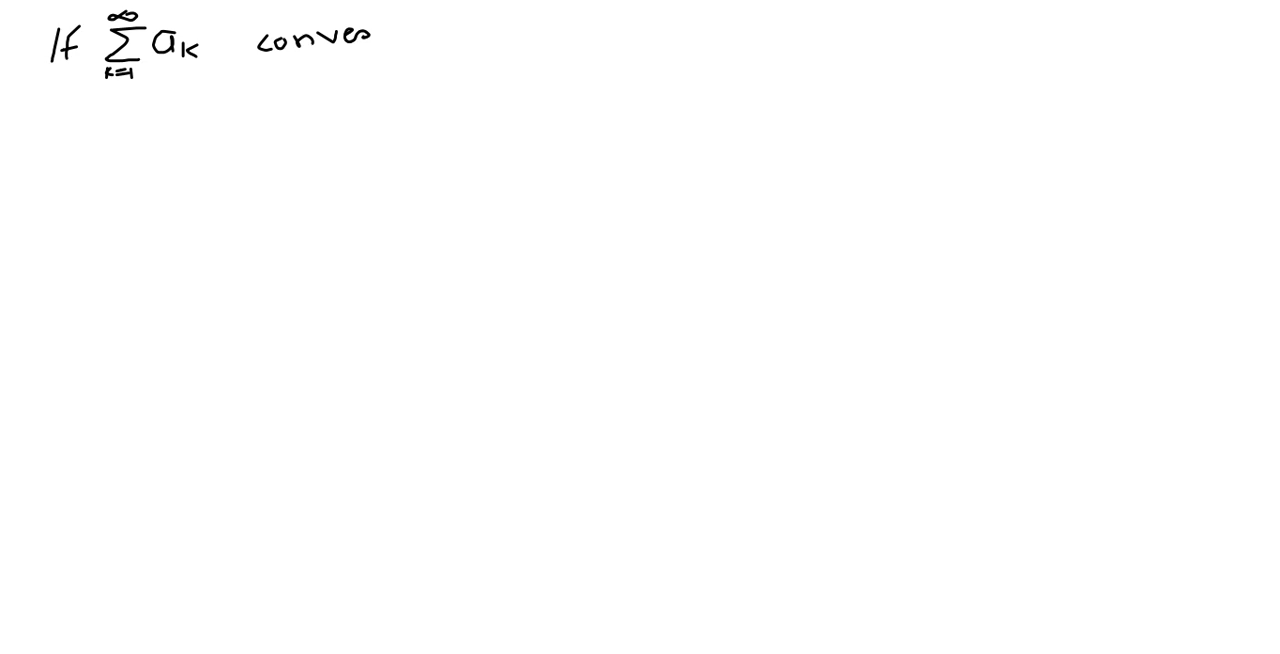 If $\sum_{k=1}^{\infty} a_k$ conves